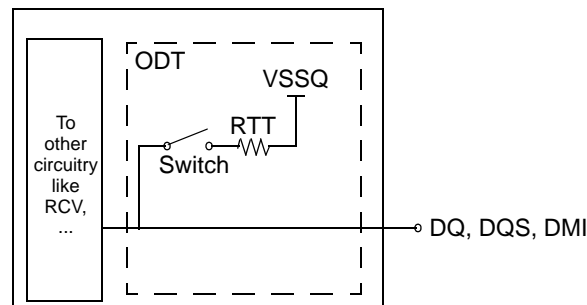 ODT
VSSQ
RTT
Switch
To
other
circuitry
like
RCV,
...
DQ, DQS, DMI